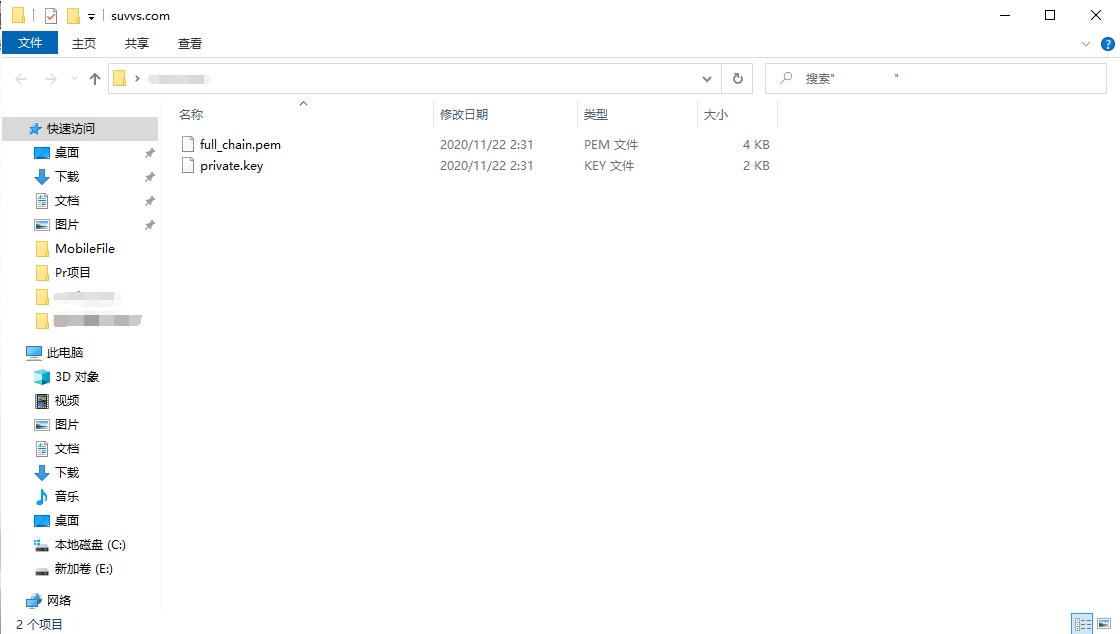 suvvs.com
文件 主页 共享 查看
搜索" "
名称 修改日期 类型 大小
full_chain.pem 2020/11/22 2:31 PEM 文件 4 KB
private.key 2020/11/22 2:31 KEY 文件 2 KB
快速访问
桌面
下载
文档
图片
MobileFile
Pr项目
此电脑
3D 对象
视频
图片
文档
下载
音乐
桌面
本地磁盘 (C:)
新加卷 (E:)
网络
2 个项目